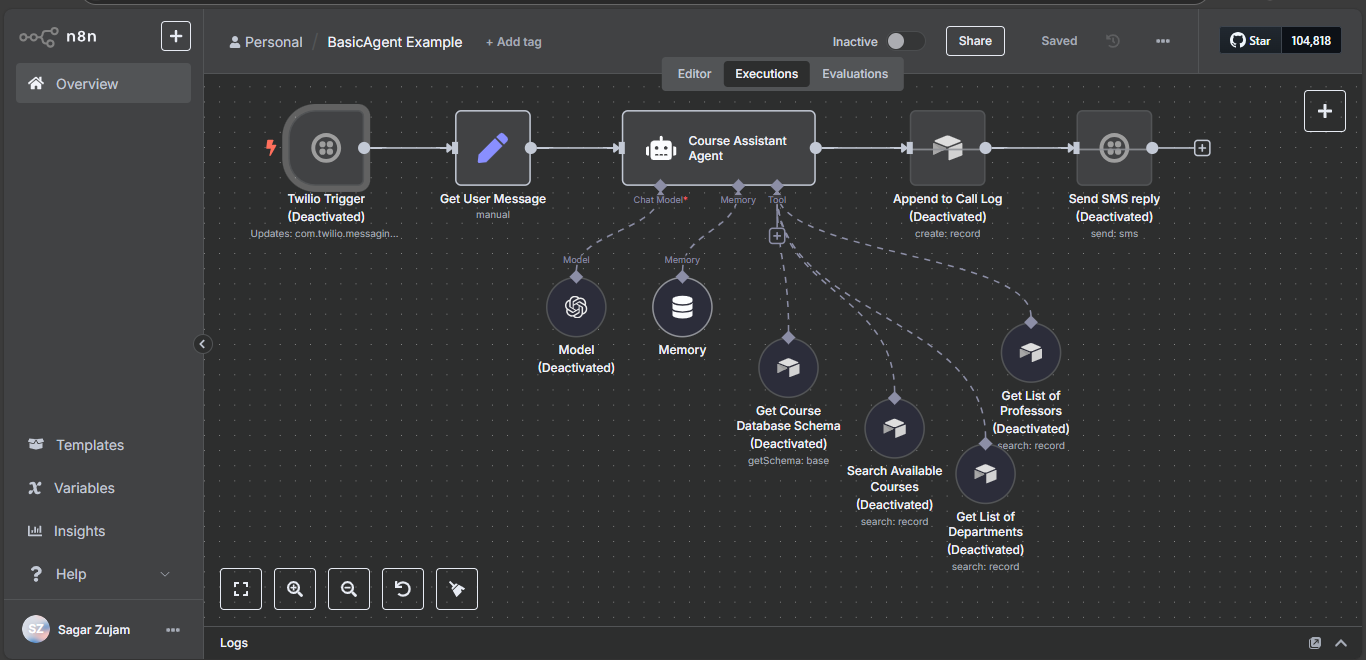 n8n
Personal / BasicAgent Example + Add tag
Inactive
Share
Saved
Star 104,818
Overview
Editor Executions Evaluations
Twilio Trigger
(Deactivated)
Updates: com.twilio.messagin...
Get User Message
manual
Course Assistant
Agent
Chat Model*
Memory
Tool
Append to Call Log
(Deactivated)
create: record
Send SMS reply
(Deactivated)
send: sms
Model
Memory
Model
(Deactivated)
Memory
Get Course
Database Schema
(Deactivated)
getSchema: base
Search Available
Courses
(Deactivated)
search: record
Get List of
Professors
(Deactivated)
search: record
Get List of
Departments
(Deactivated)
search: record
Templates
Variables
Insights
? Help
SZ Sagar Zujam
Logs